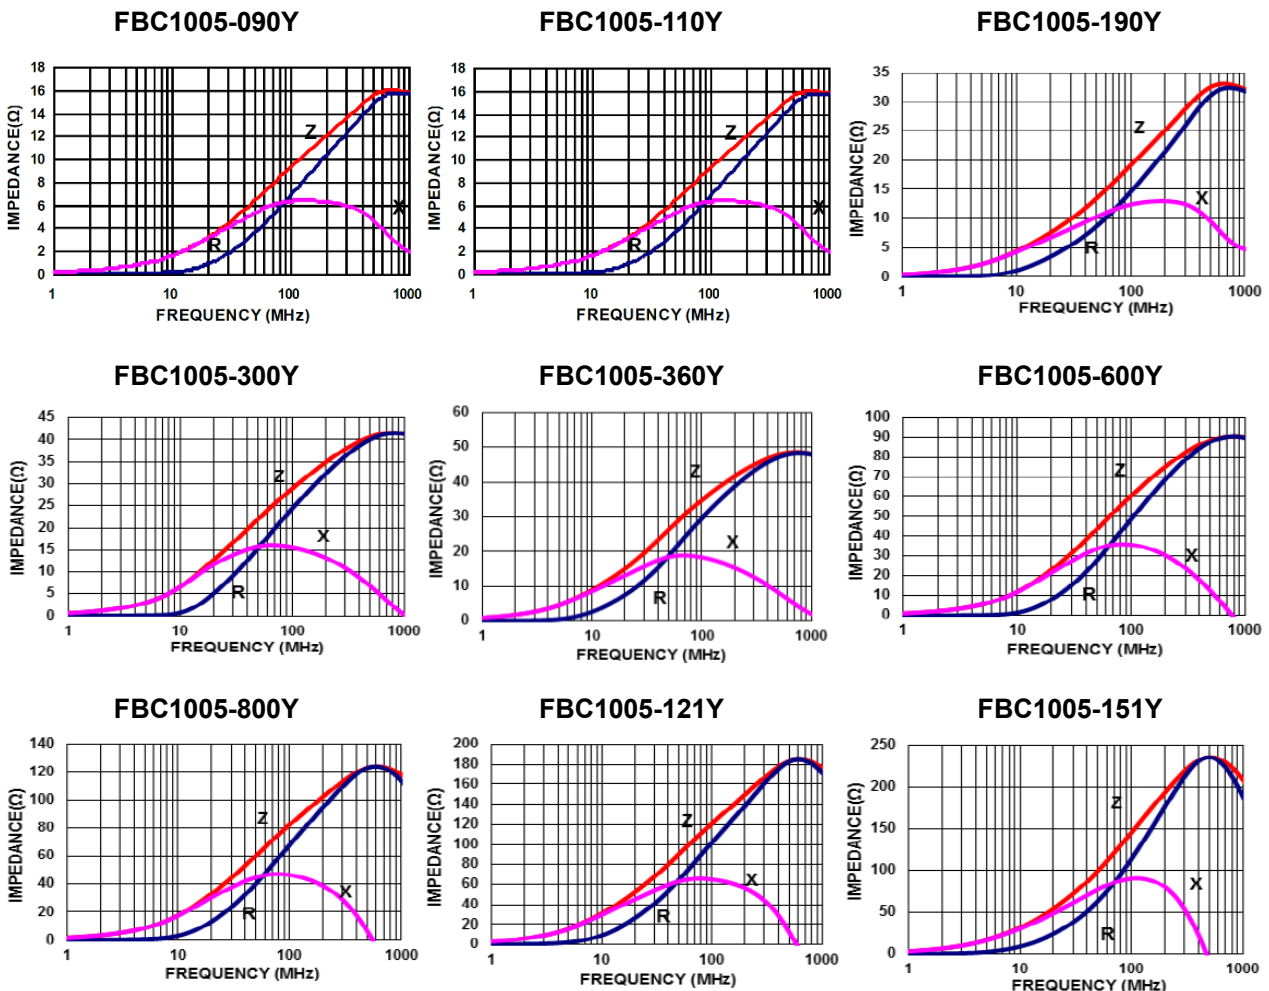 FBC1005-090Y
FBC1005-110Y
FBC1005-190Y
IMPEDANCE(Ω)
18
16
14
12
10
8
6
4
2
0
Z
X
R
1
10
100
1000
FREQUENCY (MHz)
IMPEDANCE(Ω)
18
16
14
12
10
8
6
4
2
0
Z
X
R
1
10
100
1000
FREQUENCY (MHz)
IMPEDANCE(Ω)
35
30
25
20
15
10
5
0
Z
X
R
1
10
100
1000
FREQUENCY (MHz)
FBC1005-300Y
FBC1005-360Y
FBC1005-600Y
IMPEDANCE(Ω)
45
40
35
30
25
20
15
10
5
0
Z
X
R
1
10
100
1000
FREQUENCY (MHz)
IMPEDANCE(Ω)
60
50
40
30
20
10
0
Z
X
R
1
10
100
1000
FREQUENCY (MHz)
IMPEDANCE(Ω)
100
90
80
70
60
50
40
30
20
10
0
Z
X
R
1
10
100
1000
FREQUENCY (MHz)
FBC1005-800Y
FBC1005-121Y
FBC1005-151Y
IMPEDANCE(Ω)
140
120
100
80
60
40
20
0
Z
X
R
1
10
100
1000
FREQUENCY (MHz)
IMPEDANCE(Ω)
200
180
160
140
120
100
80
60
40
20
0
Z
X
R
1
10
100
1000
FREQUENCY (MHz)
IMPEDANCE(Ω)
250
200
150
100
50
0
Z
X
R
1
10
100
1000
FREQUENCY (MHz)